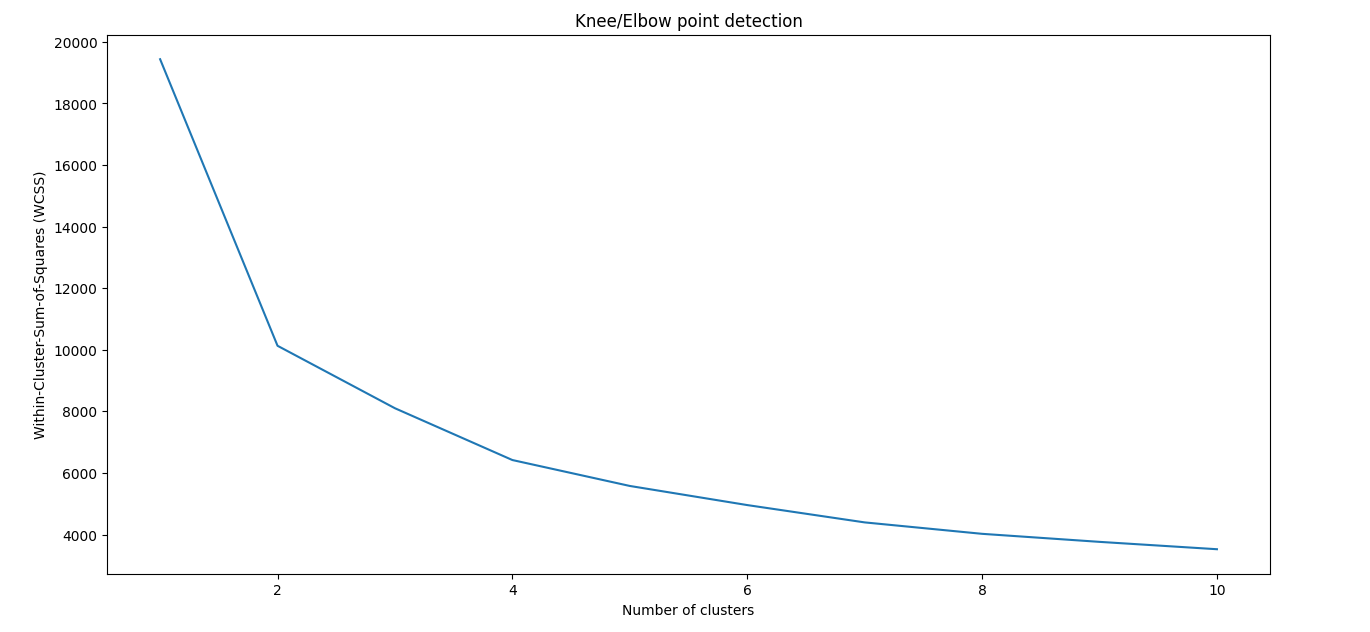 Knee/Elbow point detection
20000
18000
16000
14000
12000
10000
8000
6000
4000
Within-Cluster-Sum-of-Squares (WCSS)
2 4 6 8 10
Number of clusters